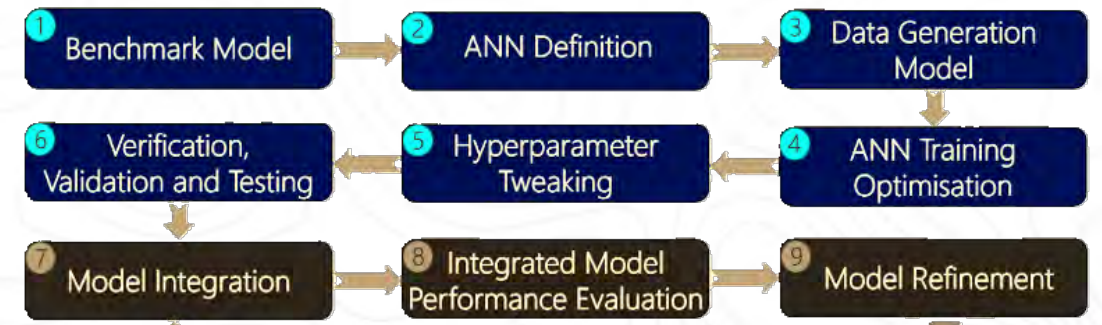 1
Benchmark Model
2
ANN Definition
3
Data Generation
Model
6
Verification,
Validation and Testing
5
Hyperparameter
Tweaking
4
ANN Training
Optimisation
7
Model Integration
8
Integrated Model
Performance Evaluation
9
Model Refinement